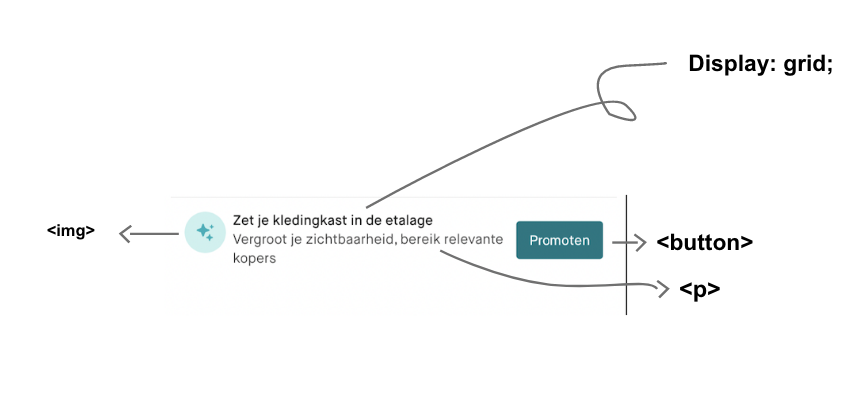 Display: grid;
<img>
Zet je kledingkast in de etalage
Vergroot je zichtbaarheid, bereik relevante
kopers
Promoten
<button>
<p>